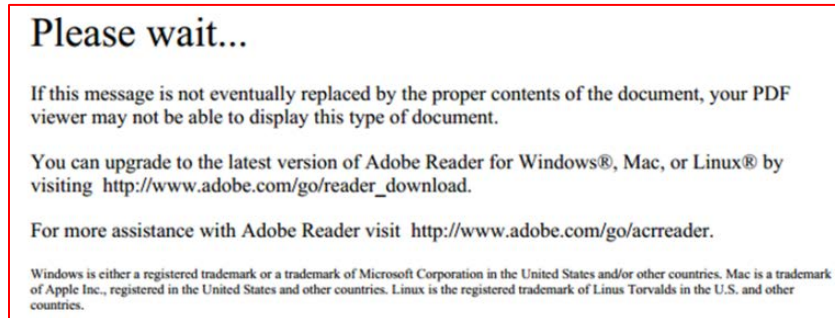 Please wait...
If this message is not eventually replaced by the proper contents of the document, your PDF
viewer may not be able to display this type of document.
You can upgrade to the latest version of Adobe Reader for Windows®, Mac, or Linux® by
visiting  http://www.adobe.com/go/reader_download.
For more assistance with Adobe Reader visit  http://www.adobe.com/go/acrreader.
Windows is either a registered trademark or a trademark of Microsoft Corporation in the United States and/or other countries. Mac is a trademark
of Apple Inc., registered in the United States and other countries. Linux is the registered trademark of Linus Torvalds in the U.S. and other
countries.